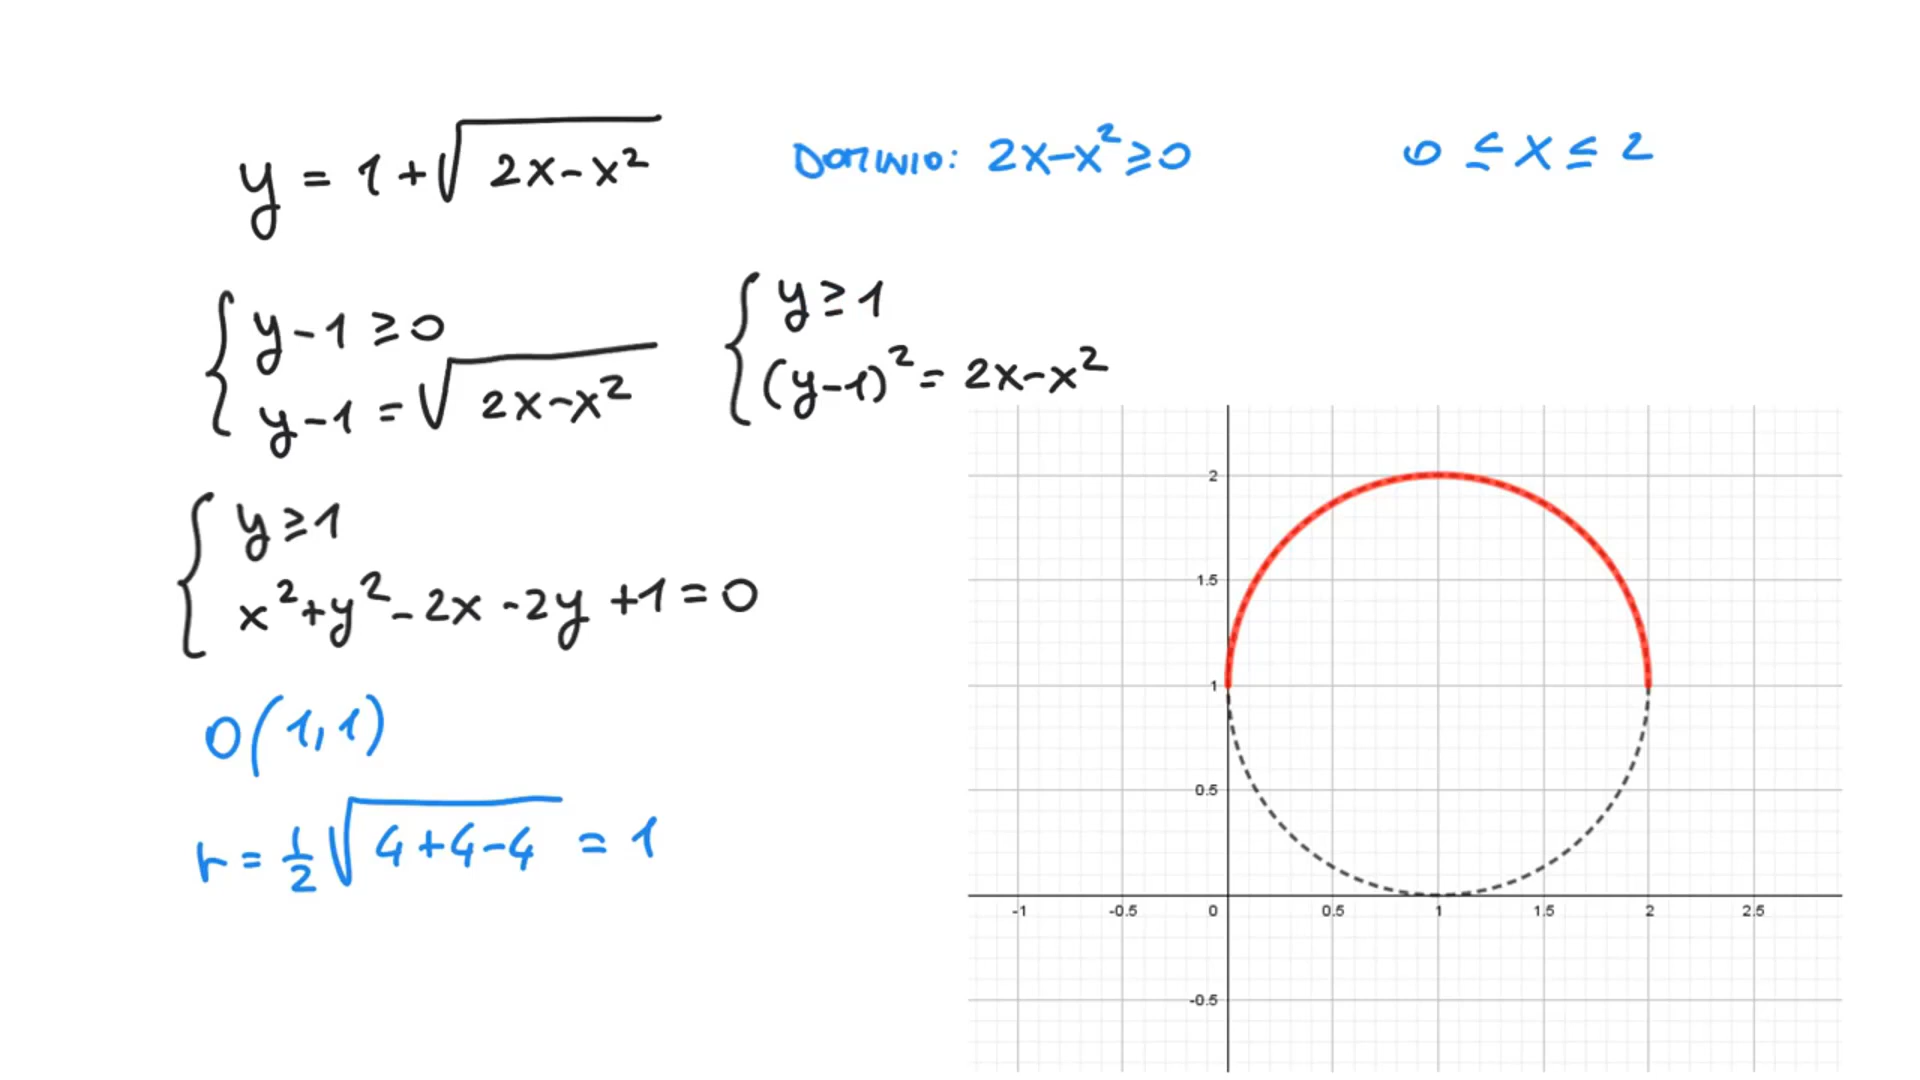 y = 1+√(2x-x²)
DOMINIO: 2x-x² ≥ 0
0 ≤ x ≤ 2
{ y-1 ≥ 0
y-1 = √(2x-x²)
{ y ≥ 1
(y-1)² = 2x-x²
{ y ≥ 1
x²+y²-2x-2y+1=0
O(1,1)
r = 1/2 √(4+4-4) = 1
2
1.5
1
0.5
-1 -0.5 0 0.5 1 1.5 2 2.5
-0.5